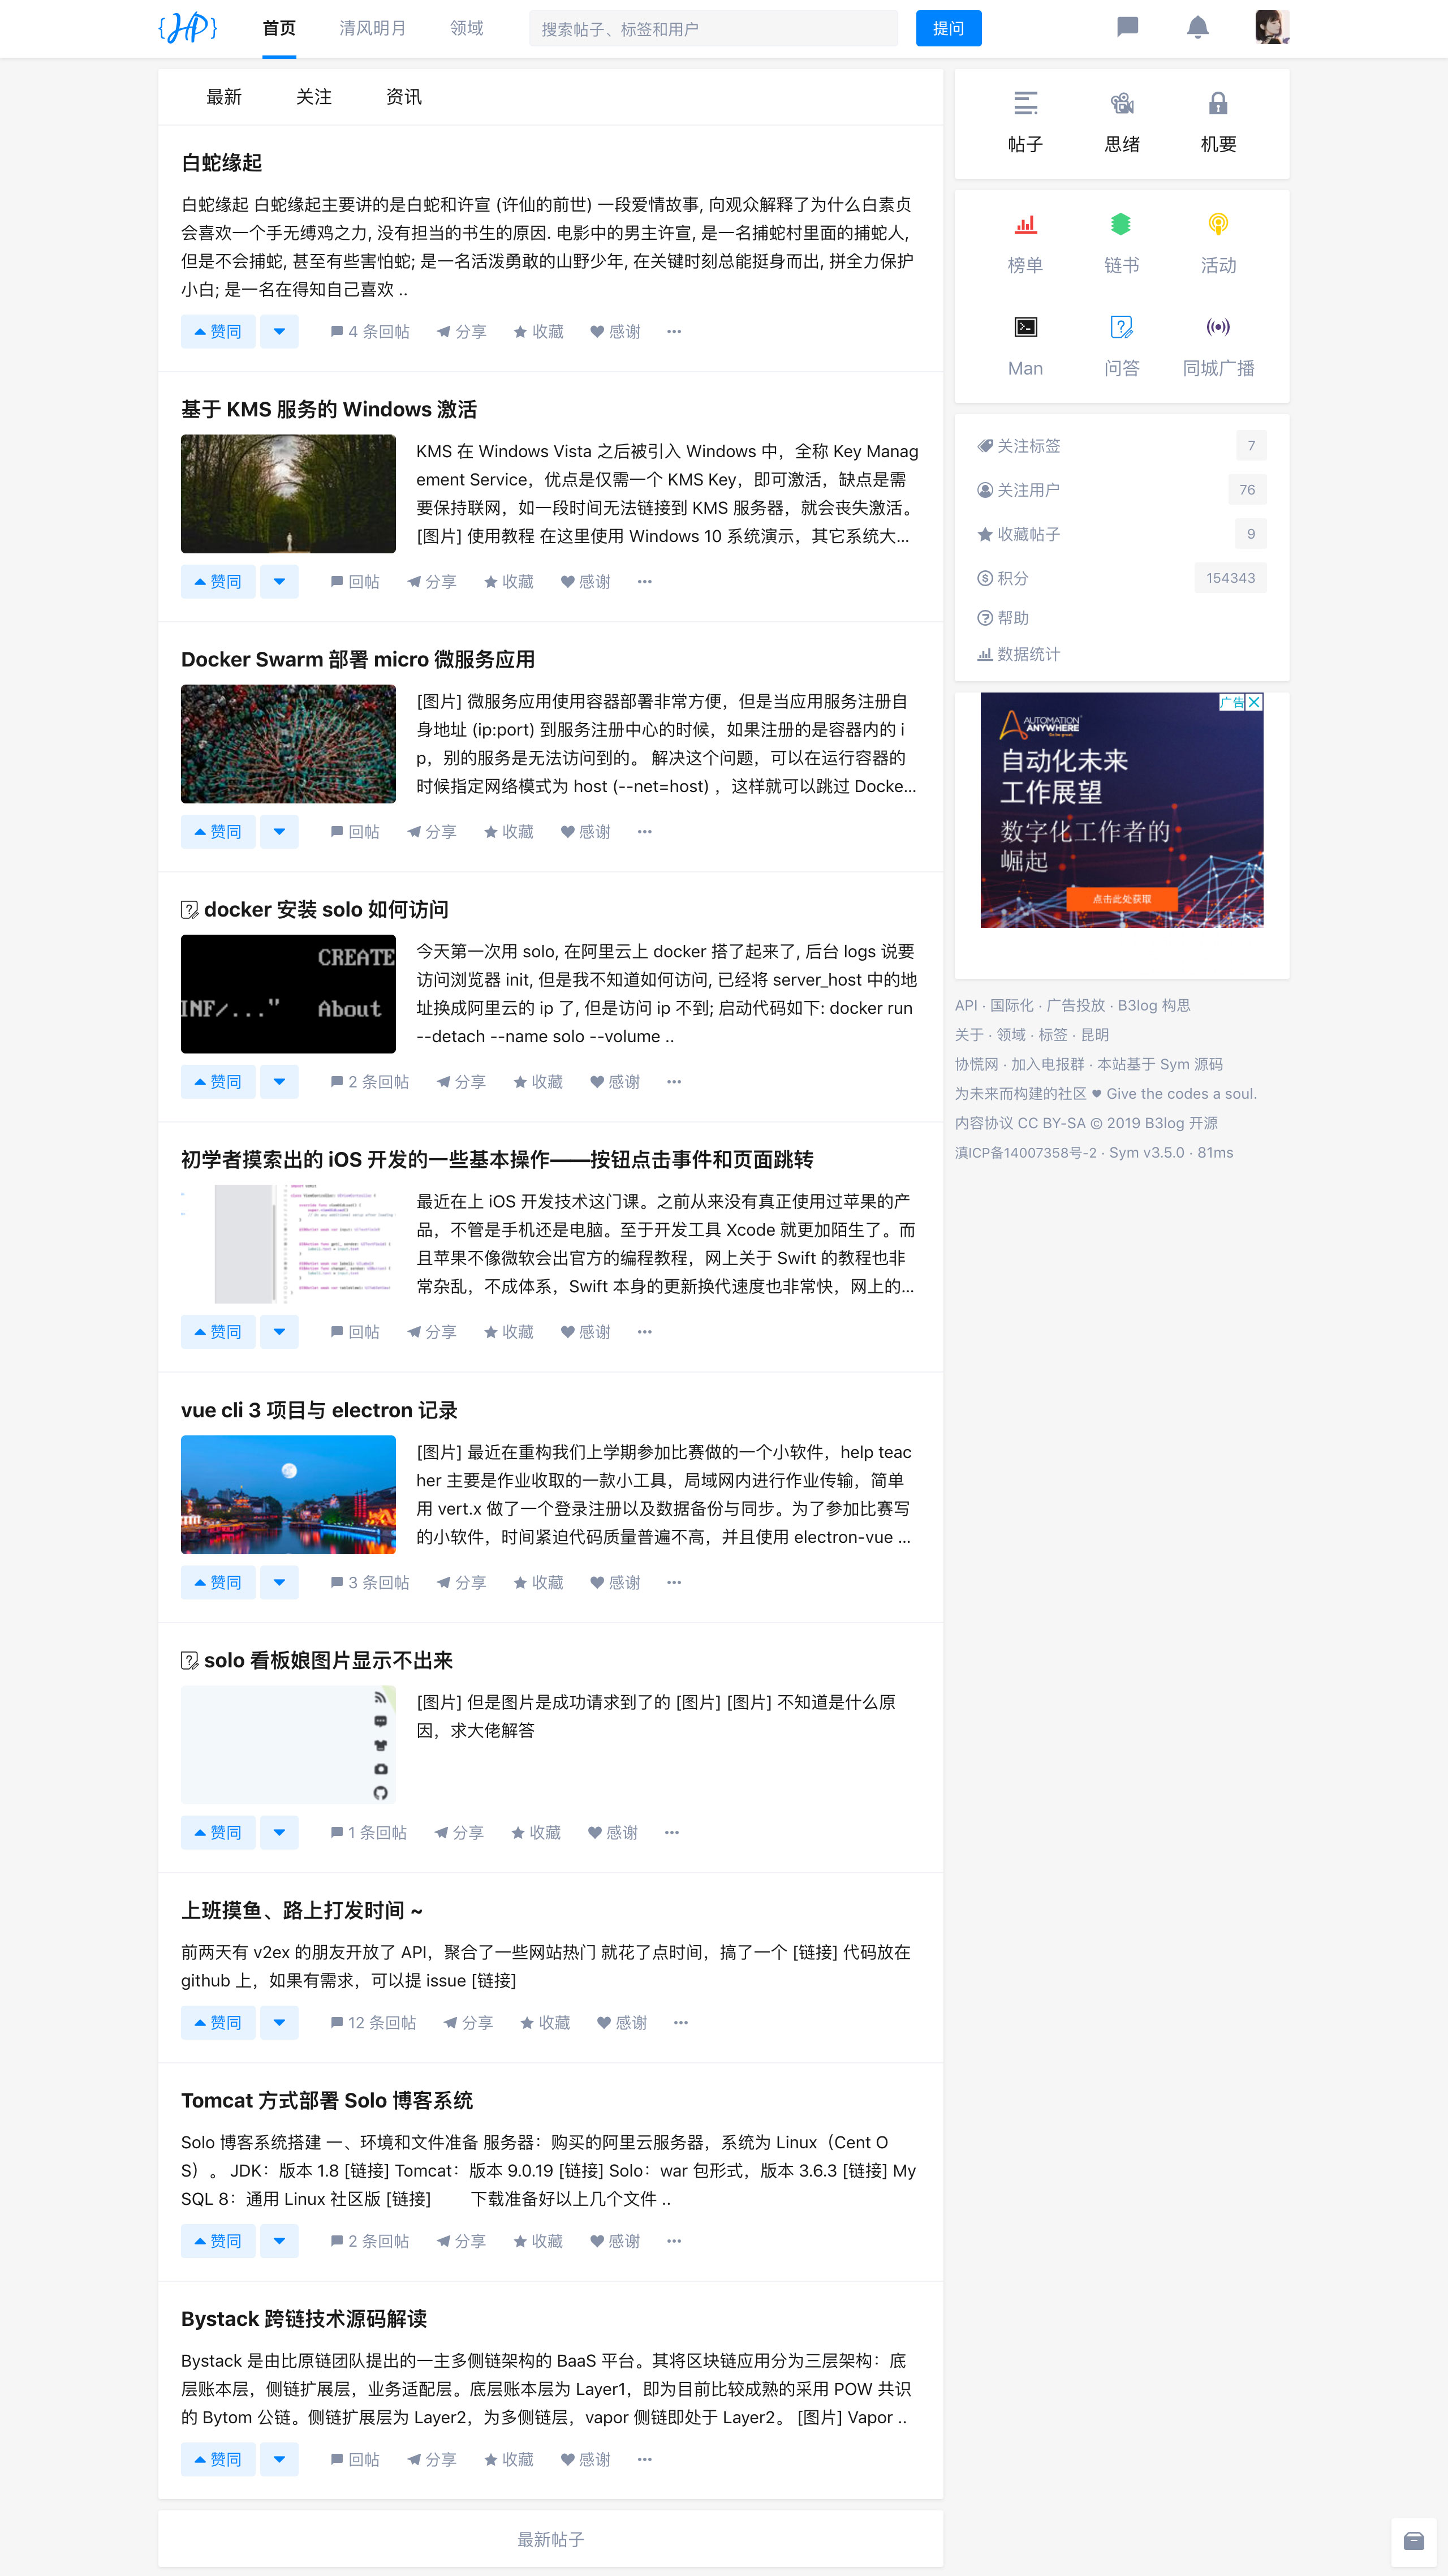 首页 清风明月 领域 搜索帖子、标签和用户 提问
最新 关注 资讯
白蛇缘起
白蛇缘起 白蛇缘起主要讲的是白蛇和许宣 (许仙的前世) 一段爱情故事, 向观众解释了为什么白素贞
会喜欢一个手无缚鸡之力, 没有担当的书生的原因. 电影中的男主许宣, 是一名捕蛇村里面的捕蛇人,
但是不会捕蛇, 甚至有些害怕蛇; 是一名活泼勇敢的山野少年, 在关键时刻总能挺身而出, 拼全力保护
小白; 是一名在得知自己喜欢 ..
赞同 4 条回帖 分享 收藏 感谢
基于 KMS 服务的 Windows 激活
KMS 在 Windows Vista 之后被引入 Windows 中，全称 Key Manag
ement Service，优点是仅需一个 KMS Key，即可激活，缺点是需
要保持联网，如一段时间无法链接到 KMS 服务器，就会丧失激活。
[图片] 使用教程 在这里使用 Windows 10 系统演示，其它系统大...
赞同 回帖 分享 收藏 感谢
Docker Swarm 部署 micro 微服务应用
[图片] 微服务应用使用容器部署非常方便，但是当应用服务注册自
身地址 (ip:port) 到服务注册中心的时候，如果注册的是容器内的 i
p，别的服务是无法访问到的。 解决这个问题，可以在运行容器的
时候指定网络模式为 host (--net=host) ，这样就可以跳过 Docke...
赞同 回帖 分享 收藏 感谢
docker 安装 solo 如何访问
CREATE
INF/..." About
今天第一次用 solo, 在阿里云上 docker 搭了起来了, 后台 logs 说要
访问浏览器 init, 但是我不知道如何访问, 已经将 server_host 中的地
址换成阿里云的 ip 了, 但是访问 ip 不到; 启动代码如下: docker run
--detach --name solo --volume ..
赞同 2 条回帖 分享 收藏 感谢
初学者摸索出的 iOS 开发的一些基本操作——按钮点击事件和页面跳转
最近在上 iOS 开发技术这门课。之前从来没有真正使用过苹果的产
品，不管是手机还是电脑。至于开发工具 Xcode 就更加陌生了。而
且苹果不像微软会出官方的编程教程，网上关于 Swift 的教程也非
常杂乱，不成体系，Swift 本身的更新换代速度也非常快，网上的...
赞同 回帖 分享 收藏 感谢
vue cli 3 项目与 electron 记录
[图片] 最近在重构我们上学期参加比赛做的一个小软件，help teac
her 主要是作业收取的一款小工具，局域网内进行作业传输，简单
用 vert.x 做了一个登录注册以及数据备份与同步。为了参加比赛写
的小软件，时间紧迫代码质量普遍不高，并且使用 electron-vue ...
赞同 3 条回帖 分享 收藏 感谢
solo 看板娘图片显示不出来
[图片] 但是图片是成功请求到了的 [图片] [图片] 不知道是什么原
因，求大佬解答
赞同 1 条回帖 分享 收藏 感谢
上班摸鱼、路上打发时间 ~
前两天有 v2ex 的朋友开放了 API，聚合了一些网站热门 就花了点时间，搞了一个 [链接] 代码放在
github 上，如果有需求，可以提 issue [链接]
赞同 12 条回帖 分享 收藏 感谢
Tomcat 方式部署 Solo 博客系统
Solo 博客系统搭建 一、环境和文件准备 服务器：购买的阿里云服务器，系统为 Linux（Cent O
S）。 JDK：版本 1.8 [链接] Tomcat：版本 9.0.19 [链接] Solo：war 包形式，版本 3.6.3 [链接] My
SQL 8：通用 Linux 社区版 [链接] 下载准备好以上几个文件 ..
赞同 2 条回帖 分享 收藏 感谢
Bystack 跨链技术源码解读
Bystack 是由比原链团队提出的一主多侧链架构的 BaaS 平台。其将区块链应用分为三层架构：底
层账本层，侧链扩展层，业务适配层。底层账本层为 Layer1，即为目前比较成熟的采用 POW 共识
的 Bytom 公链。侧链扩展层为 Layer2，为多侧链层，vapor 侧链即处于 Layer2。 [图片] Vapor ..
赞同 回帖 分享 收藏 感谢
最新帖子
帖子 思绪 机要
榜单 链书 活动
Man 问答 同城广播
关注标签 7
关注用户 76
收藏帖子 9
积分 154343
帮助
数据统计
广告
AUTOMATION
ANYWHERE
Go be great.
自动化未来
工作展望
数字化工作者的
崛起
点击此处获取
API · 国际化 · 广告投放 · B3log 构思
关于 · 领域 · 标签 · 昆明
协慌网 · 加入电报群 · 本站基于 Sym 源码
为未来而构建的社区 ♥ Give the codes a soul.
内容协议 CC BY-SA © 2019 B3log 开源
滇ICP备14007358号-2 · Sym v3.5.0 · 81ms